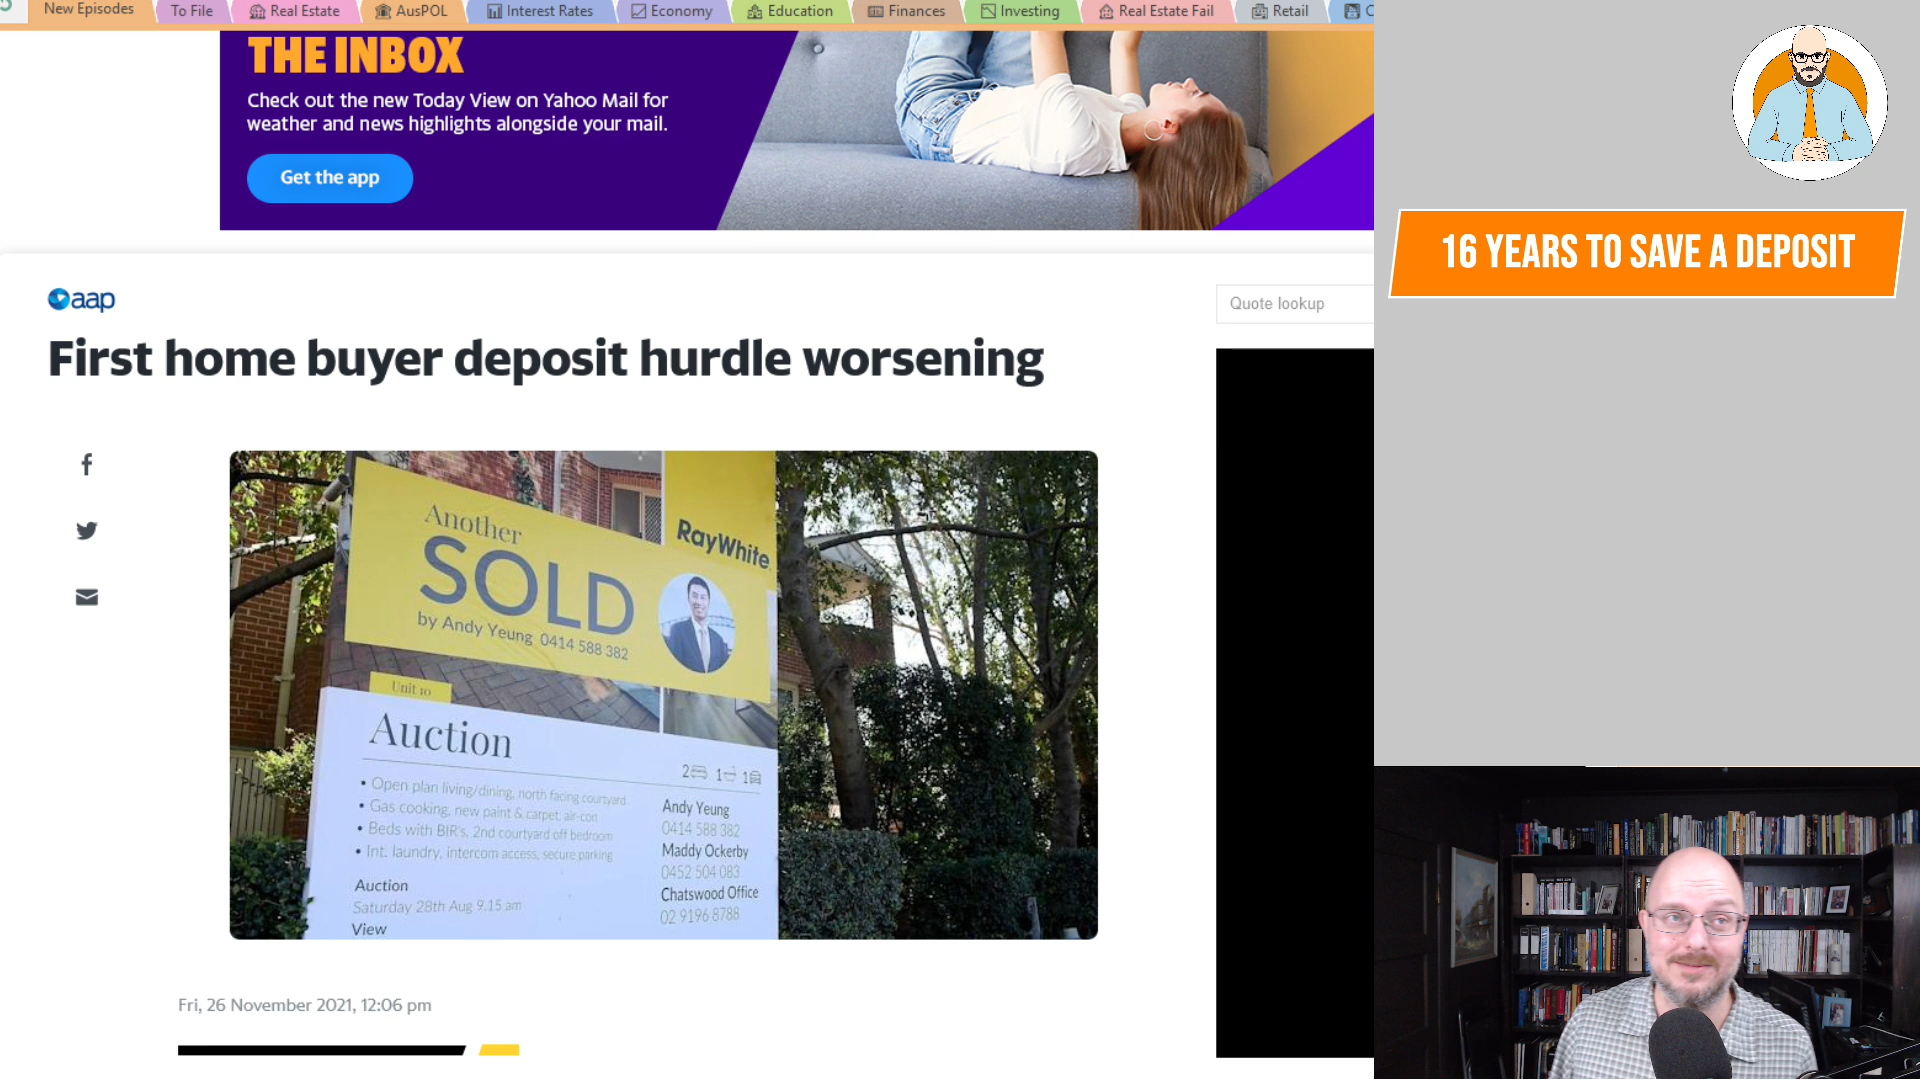 New Episodes
To File
Real Estate
AusPOL
Interest Rates
Economy
Education
Finances
Investing
Real Estate Fail
Retail
THE INBOX
Check out the new Today View on Yahoo Mail for
weather and news highlights alongside your mail.
Get the app
16 YEARS TO SAVE A DEPOSIT
aap
Quote lookup
First home buyer deposit hurdle worsening
Another
SOLD
by Andy Yeung 0414 588 382
RayWhite
Unit 10
Auction
2 1 1
• Open plan living/dining, north facing courtyard
• Gas cooking, new paint & carpet, air-con
• Beds with BIR's, 2nd courtyard off bedroom
• Int. laundry, intercom access, secure parking
Auction
Saturday 28th Aug 9.15 am
View
Andy Yeung
0414 588 382
Maddy Ockerby
0452 504 083
Chatswood Office
02 9196 8788
Fri, 26 November 2021, 12:06 pm